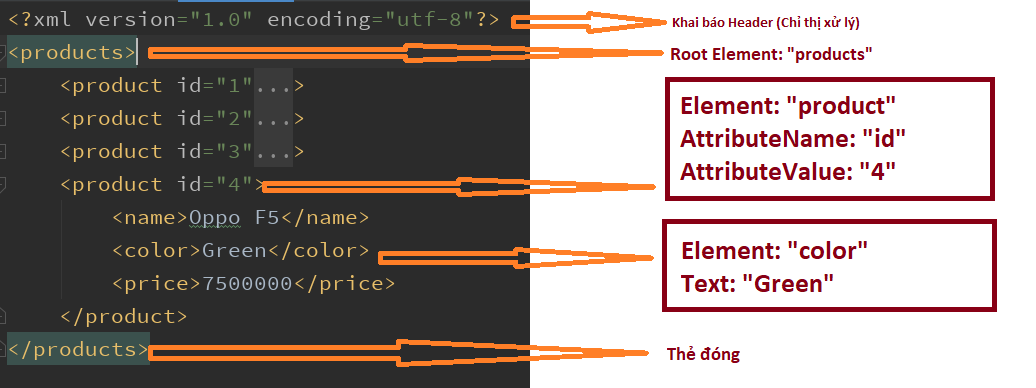 <?xml version="1.0" encoding="utf-8"?> Khai báo Header (Chỉ thị xử lý)
<products> Root Element: "products"
<product id="1"...>
<product id="2"...>
<product id="3"...>
<product id="4">
<name>Oppo F5</name>
<color>Green</color>
<price>7500000</price>
</product>
</products> Thẻ đóng
Element: "product"
AttributeName: "id"
AttributeValue: "4"
Element: "color"
Text: "Green"